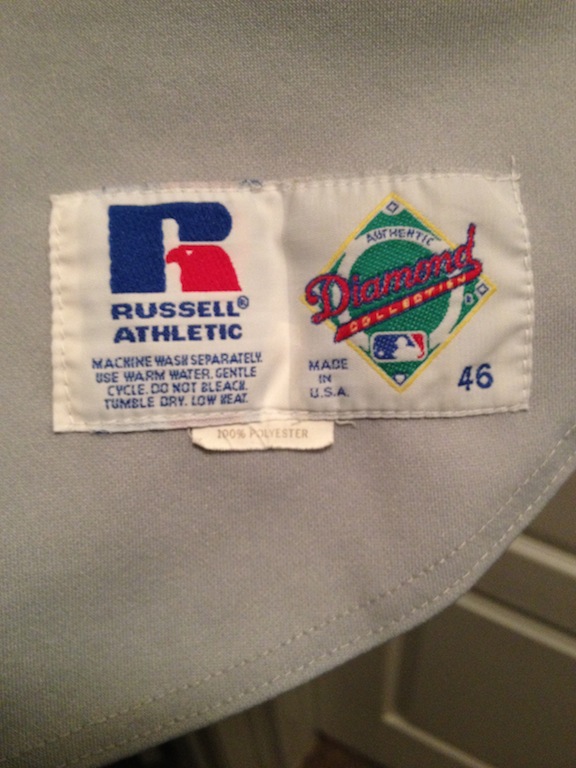 RUSSELL®
ATHLETIC
MACHINE WASH SEPARATELY.
USE WARM WATER. GENTLE
CYCLE. DO NOT BLEACH.
TUMBLE DRY. LOW HEAT.
AUTHENTIC
Diamond
COLLECTION
MADE
IN
U.S.A.
46
100% POLYESTER